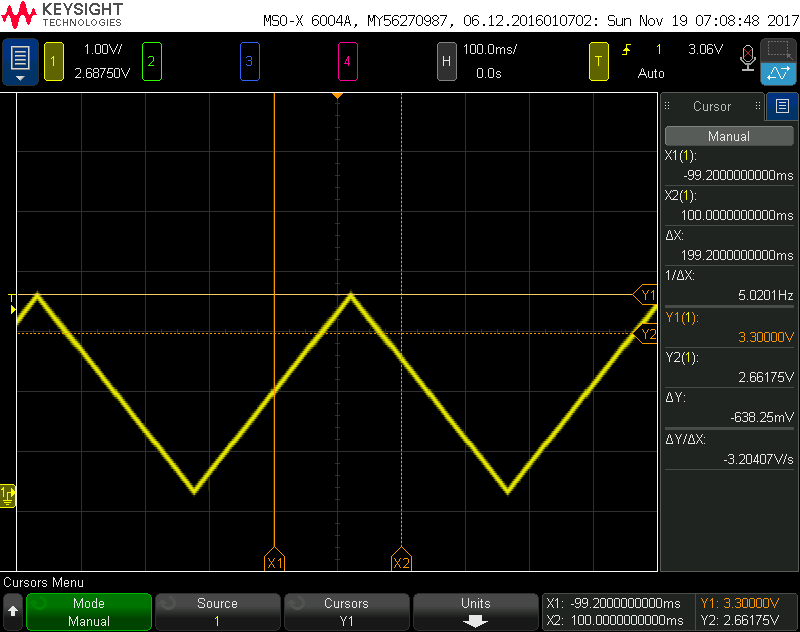 KEYSIGHT
TECHNOLOGIES
MSO-X 6004A, MY56270987, 06.12.2016010702: Sun Nov 19 07:08:48 2017
1 1.00V/ 2 3 4 H 100.0ms/ T 1 3.06V
2.68750V 0.0s Auto
Cursor
Manual
X1(1):
-99.2000000000ms
X2(1):
100.0000000000ms
ΔX:
199.2000000000ms
1/ΔX:
5.0201Hz
Y1(1):
3.30000V
Y2(1):
2.66175V
ΔY:
-638.25mV
ΔY/ΔX:
-3.20407V/s
T
Y1
Y2
1
X1 X2
Cursors Menu
Mode Source Cursors Units
Manual 1 Y1
X1: -99.2000000000ms Y1: 3.30000V
X2: 100.0000000000ms Y2: 2.66175V